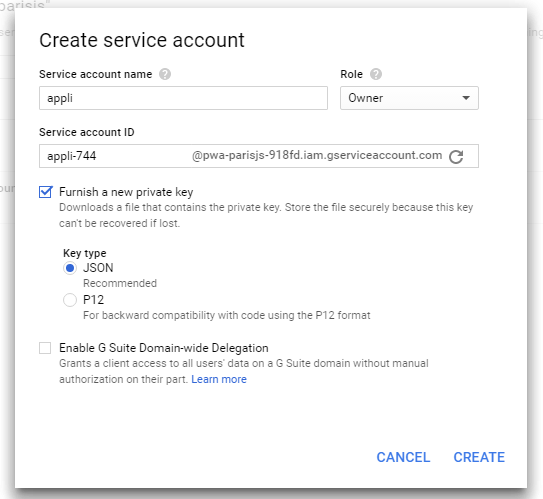 parisis"
Create service account
Service account name
Role
appli
Owner
Service account ID
appli-744 @pwa-parisjs-918fd.iam.gserviceaccount.com
Furnish a new private key
Downloads a file that contains the private key. Store the file securely because this key
can't be recovered if lost.
Key type
JSON
Recommended
P12
For backward compatibility with code using the P12 format
Enable G Suite Domain-wide Delegation
Grants a client access to all users' data on a G Suite domain without manual
authorization on their part. Learn more
CANCEL CREATE